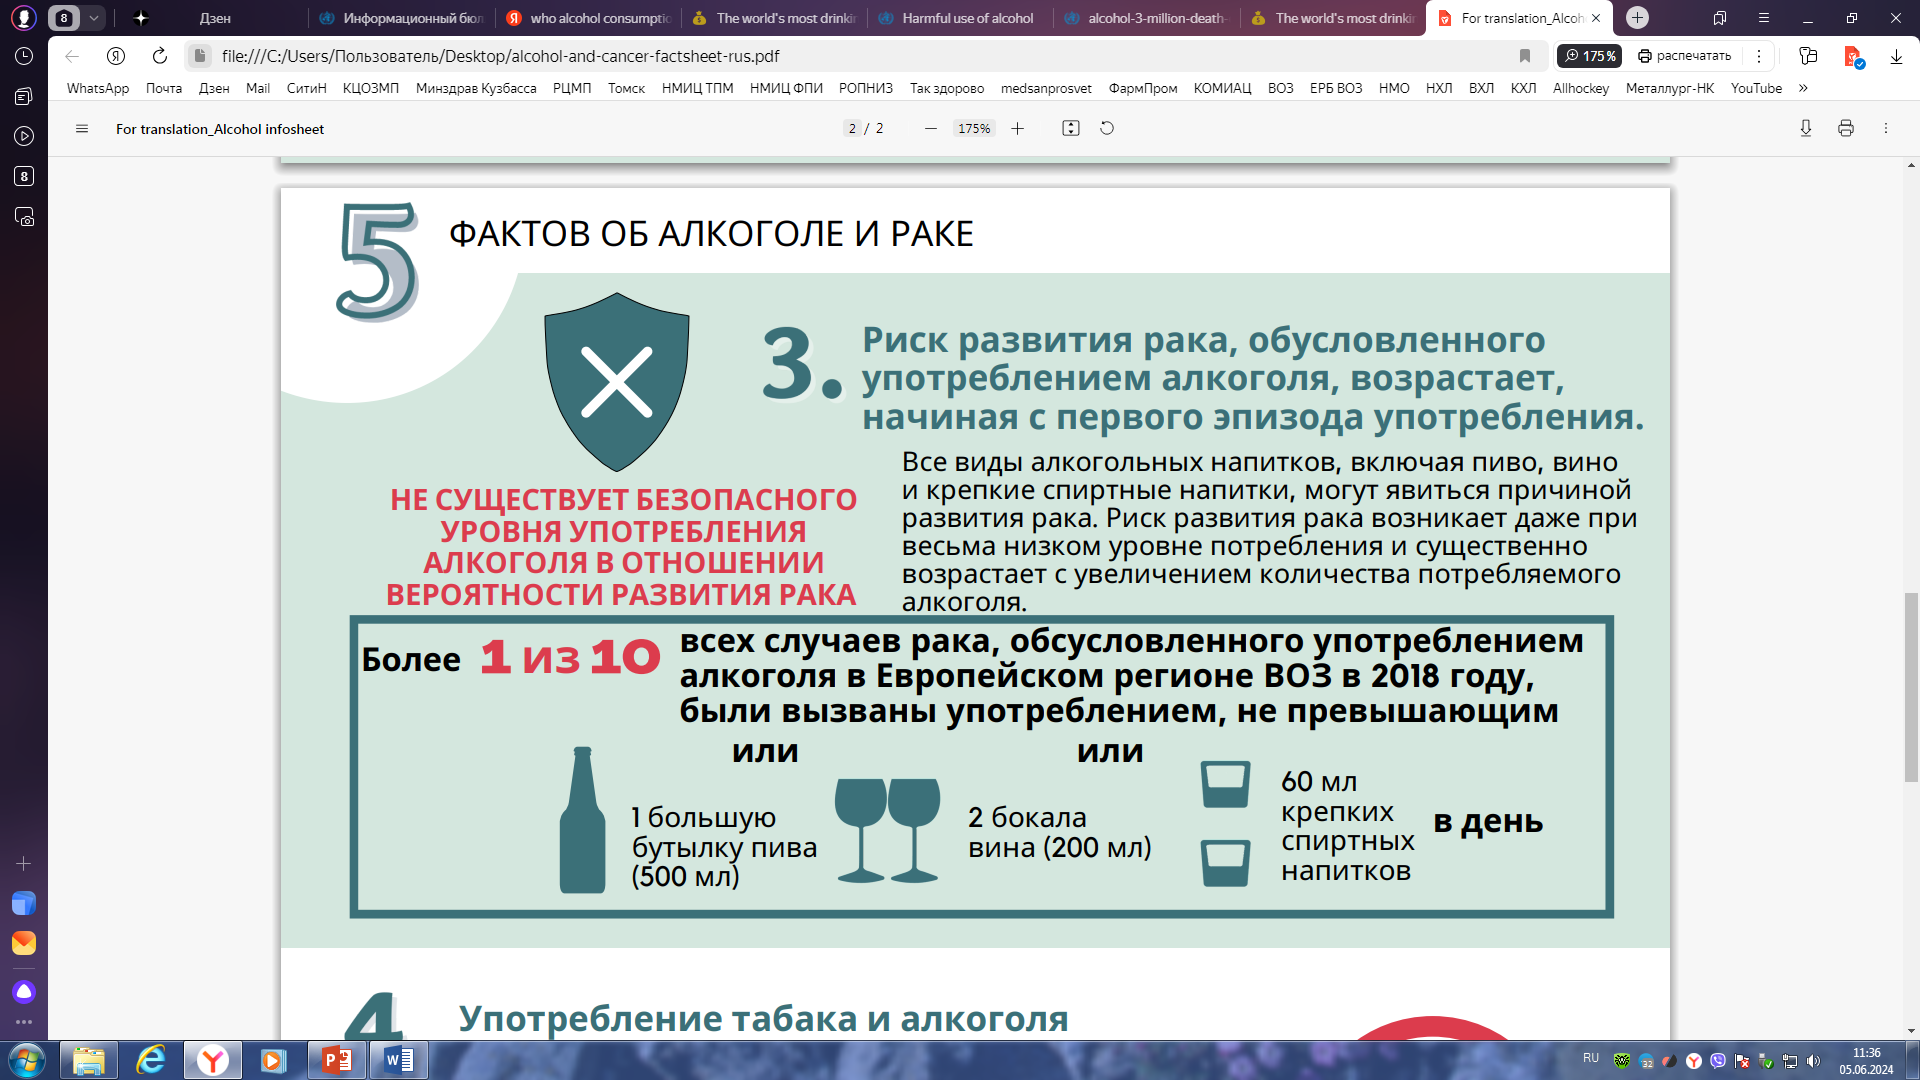 8
Дзен
Информационный бюл
who alcohol consumptio
The world's most drinkin
Harmful use of alcohol
alcohol-3-million-death-
The world's most drinkin
For translation_Alcoh
file:///C:/Users/Пользователь/Desktop/alcohol-and-cancer-factsheet-rus.pdf
175%
распечатать
WhatsApp Почта Дзен Mail СитиН КЦОЗМП Минздрав Кузбасса РЦМП Томск НМИЦ ТПМ НМИЦ ФПИ РОПНИЗ Так здорово medsanprosvet ФармПром КОМИАЦ ВОЗ ЕРБ ВОЗ НМО НХЛ ВХЛ КХЛ Allhockey Металлург-НК YouTube »
8
For translation_Alcohol infosheet
2 / 2
175%
5 ФАКТОВ ОБ АЛКОГОЛЕ И РАКЕ
НЕ СУЩЕСТВУЕТ БЕЗОПАСНОГО
УРОВНЯ УПОТРЕБЛЕНИЯ
АЛКОГОЛЯ В ОТНОШЕНИИ
ВЕРОЯТНОСТИ РАЗВИТИЯ РАКА
3. Риск развития рака, обусловленного
употреблением алкоголя, возрастает,
начиная с первого эпизода употребления.
Все виды алкогольных напитков, включая пиво, вино
и крепкие спиртные напитки, могут явиться причиной
развития рака. Риск развития рака возникает даже при
весьма низком уровне потребления и существенно
возрастает с увеличением количества потребляемого
алкоголя.
Более 1 из 10 всех случаев рака, обсусловленного употреблением
алкоголя в Европейском регионе ВОЗ в 2018 году,
были вызваны употреблением, не превышающим
или
или
1 большую
бутылку пива
(500 мл)
2 бокала
вина (200 мл)
60 мл
крепких
спиртных
напитков
в день
4 Употребление табака и алкоголя
RU
32
11:36
05.06.2024